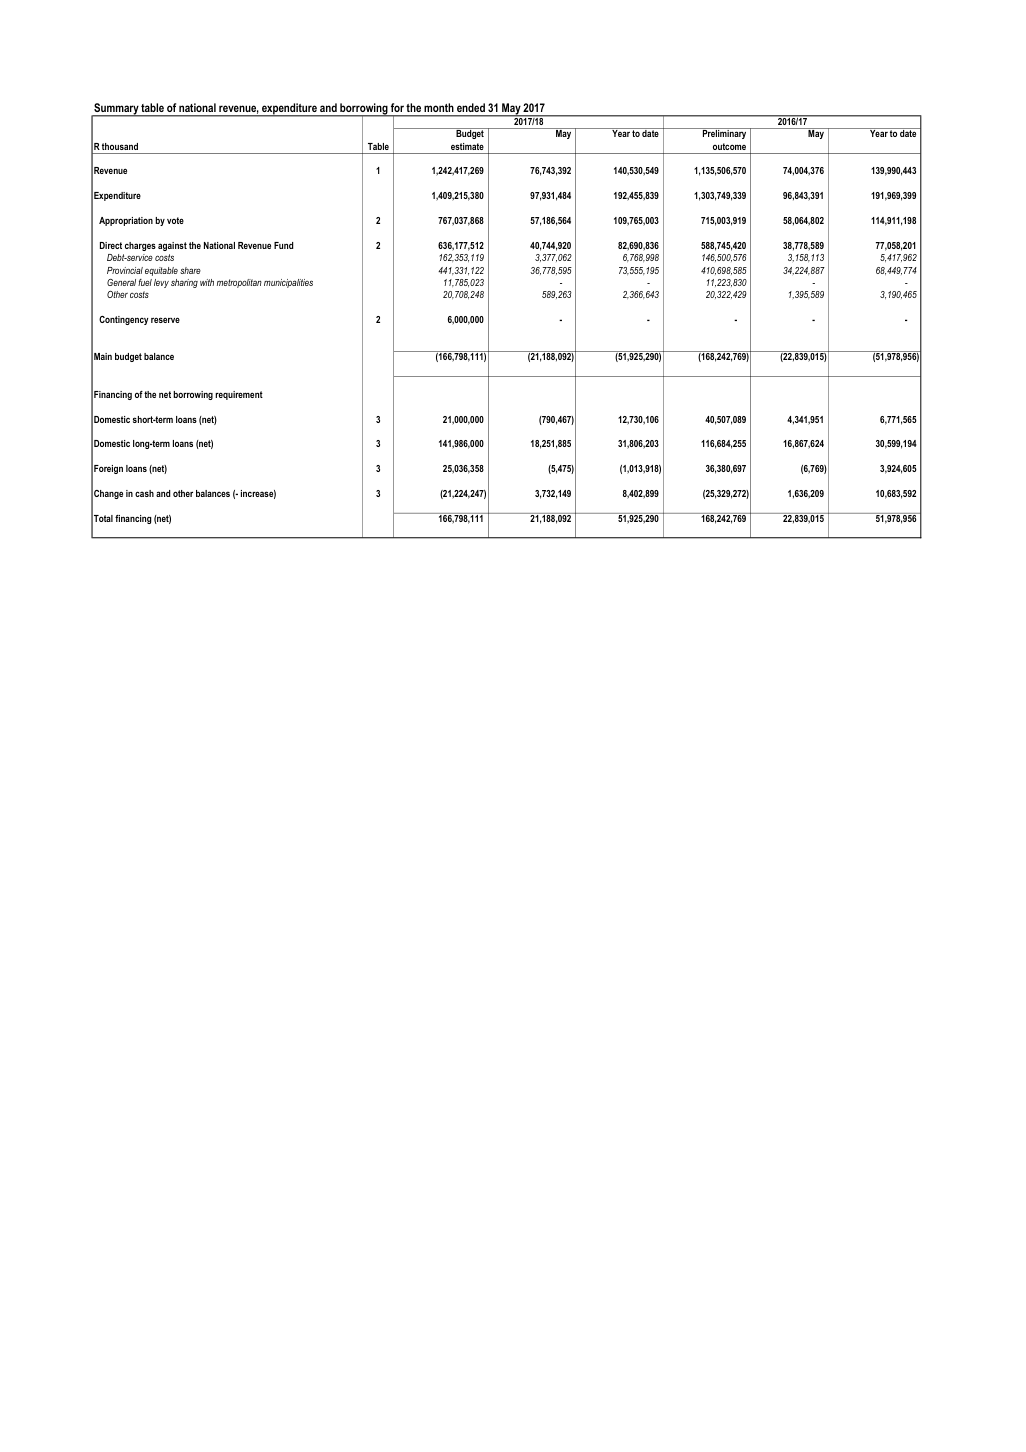 Summary table of national revenue, expenditure and borrowing for the month ended 31 May 2017
2017/18 2016/17
Budget May Year to date Preliminary May Year to date
R thousand Table estimate outcome
Revenue 1 1,242,417,269 76,743,392 140,530,549 1,135,506,570 74,004,376 139,990,443
Expenditure 1,409,215,380 97,931,484 192,455,839 1,303,749,339 96,843,391 191,969,399
Appropriation by vote 2 767,037,868 57,186,564 109,765,003 715,003,919 58,064,802 114,911,198
Direct charges against the National Revenue Fund 2 636,177,512 40,744,920 82,690,836 588,745,420 38,778,589 77,058,201
Debt-service costs 162,353,119 3,377,062 6,768,998 146,500,576 3,158,113 5,417,962
Provincial equitable share 441,331,122 36,778,595 73,555,195 410,698,585 34,224,887 68,449,774
General fuel levy sharing with metropolitan municipalities 11,785,023 - - 11,223,830 - -
Other costs 20,708,248 589,263 2,366,643 20,322,429 1,395,589 3,190,465
Contingency reserve 2 6,000,000 - - - - -
Main budget balance (166,798,111) (21,188,092) (51,925,290) (168,242,769) (22,839,015) (51,978,956)
Financing of the net borrowing requirement
Domestic short-term loans (net) 3 21,000,000 (790,467) 12,730,106 40,507,089 4,341,951 6,771,565
Domestic long-term loans (net) 3 141,986,000 18,251,885 31,806,203 116,684,255 16,867,624 30,599,194
Foreign loans (net) 3 25,036,358 (5,475) (1,013,918) 36,380,697 (6,769) 3,924,605
Change in cash and other balances (- increase) 3 (21,224,247) 3,732,149 8,402,899 (25,329,272) 1,636,209 10,683,592
Total financing (net) 166,798,111 21,188,092 51,925,290 168,242,769 22,839,015 51,978,956